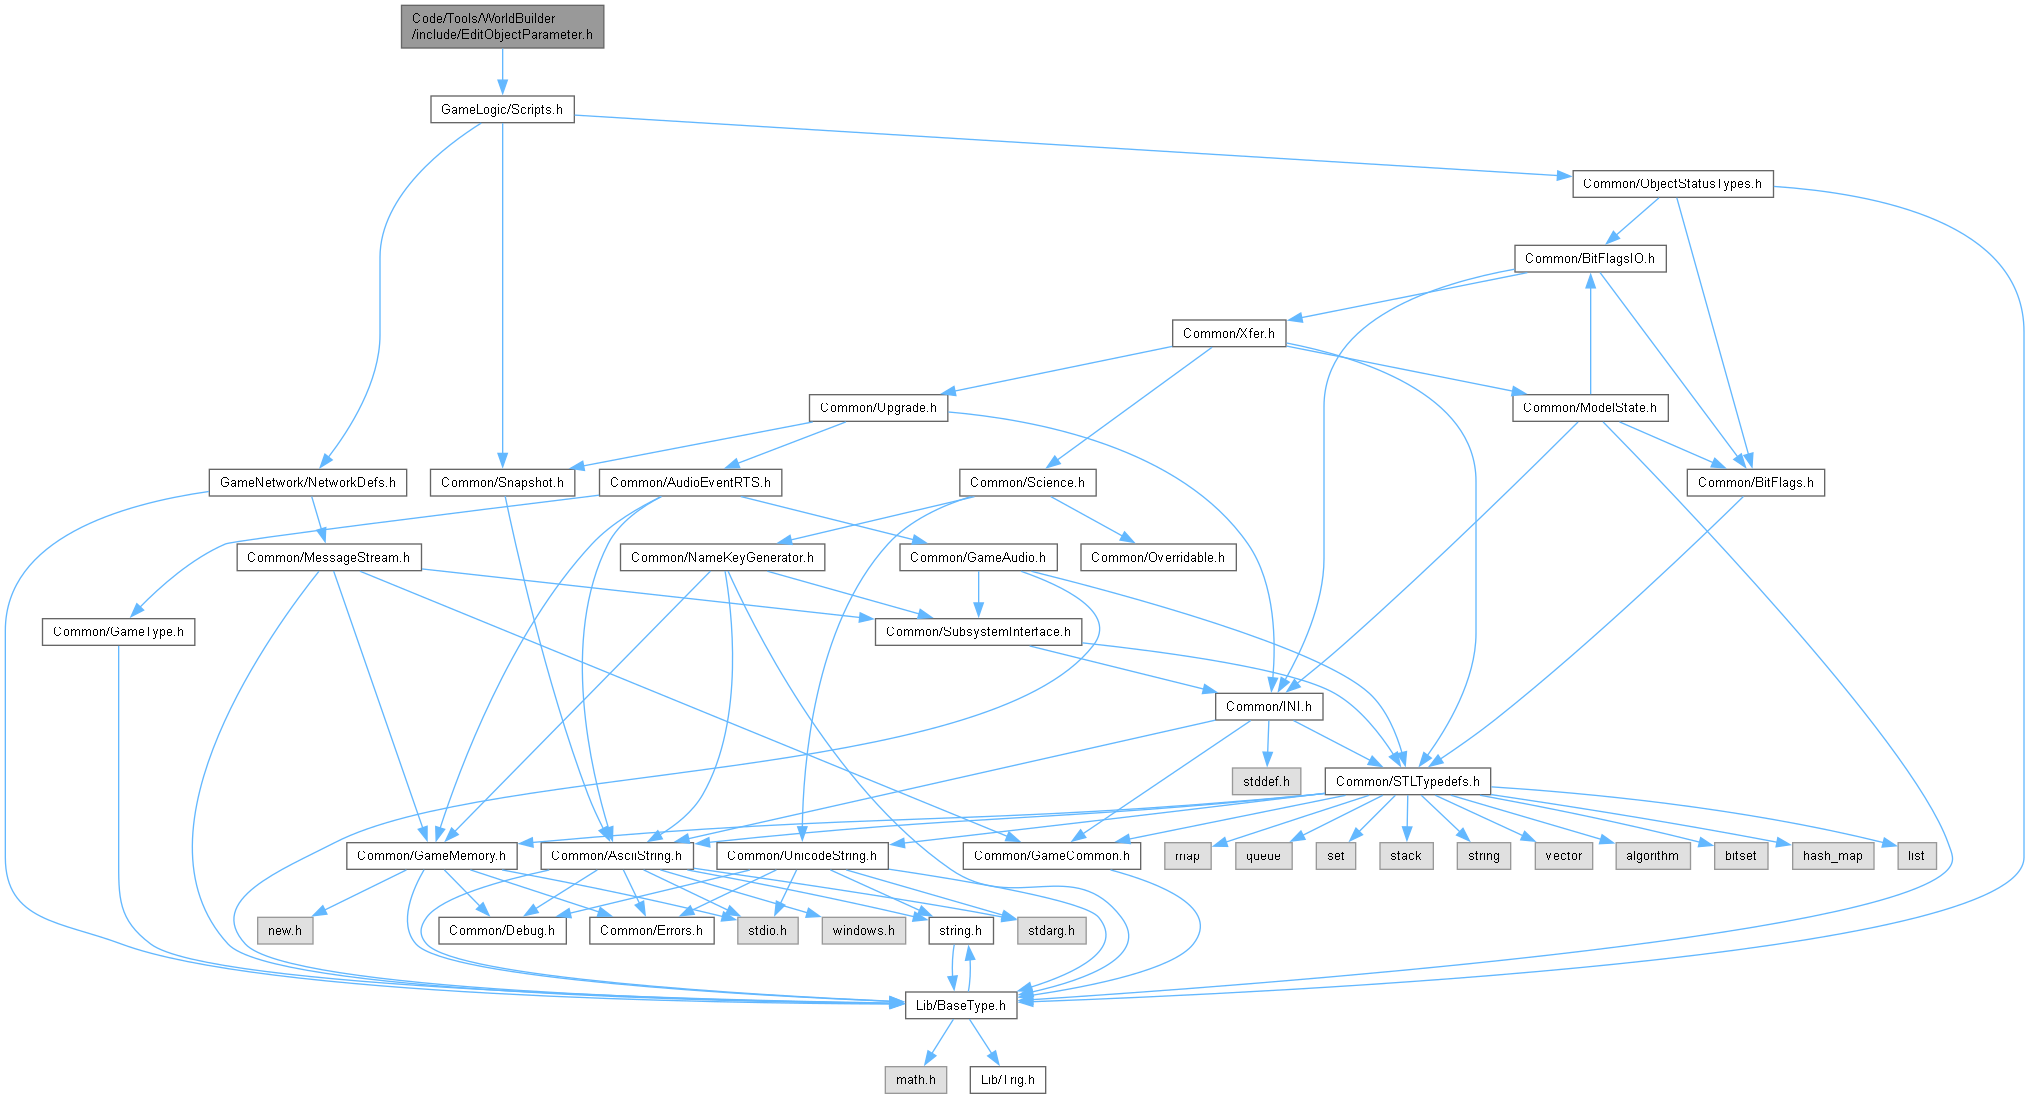 Code/Tools/WorldBuilder
/include/EditObjectParameter.h
GameLogic/Scripts.h
Common/ObjectStatusTypes.h
Common/BitFlagsIO.h
Common/Xfer.h
Common/Upgrade.h
Common/ModelState.h
GameNetwork/NetworkDefs.h
Common/Snapshot.h
Common/AudioEventRTS.h
Common/Science.h
Common/BitFlags.h
Common/MessageStream.h
Common/NameKeyGenerator.h
Common/GameAudio.h
Common/Overridable.h
Common/GameType.h
Common/SubsystemInterface.h
Common/INI.h
stddef.h
Common/STLTypedefs.h
Common/GameMemory.h
Common/AsciiString.h
Common/UnicodeString.h
Common/GameCommon.h
map
queue
set
stack
string
vector
algorithm
bitset
hash_map
list
new.h
Common/Debug.h
Common/Errors.h
stdio.h
windows.h
string.h
stdarg.h
Lib/BaseType.h
math.h
Lib/Trig.h